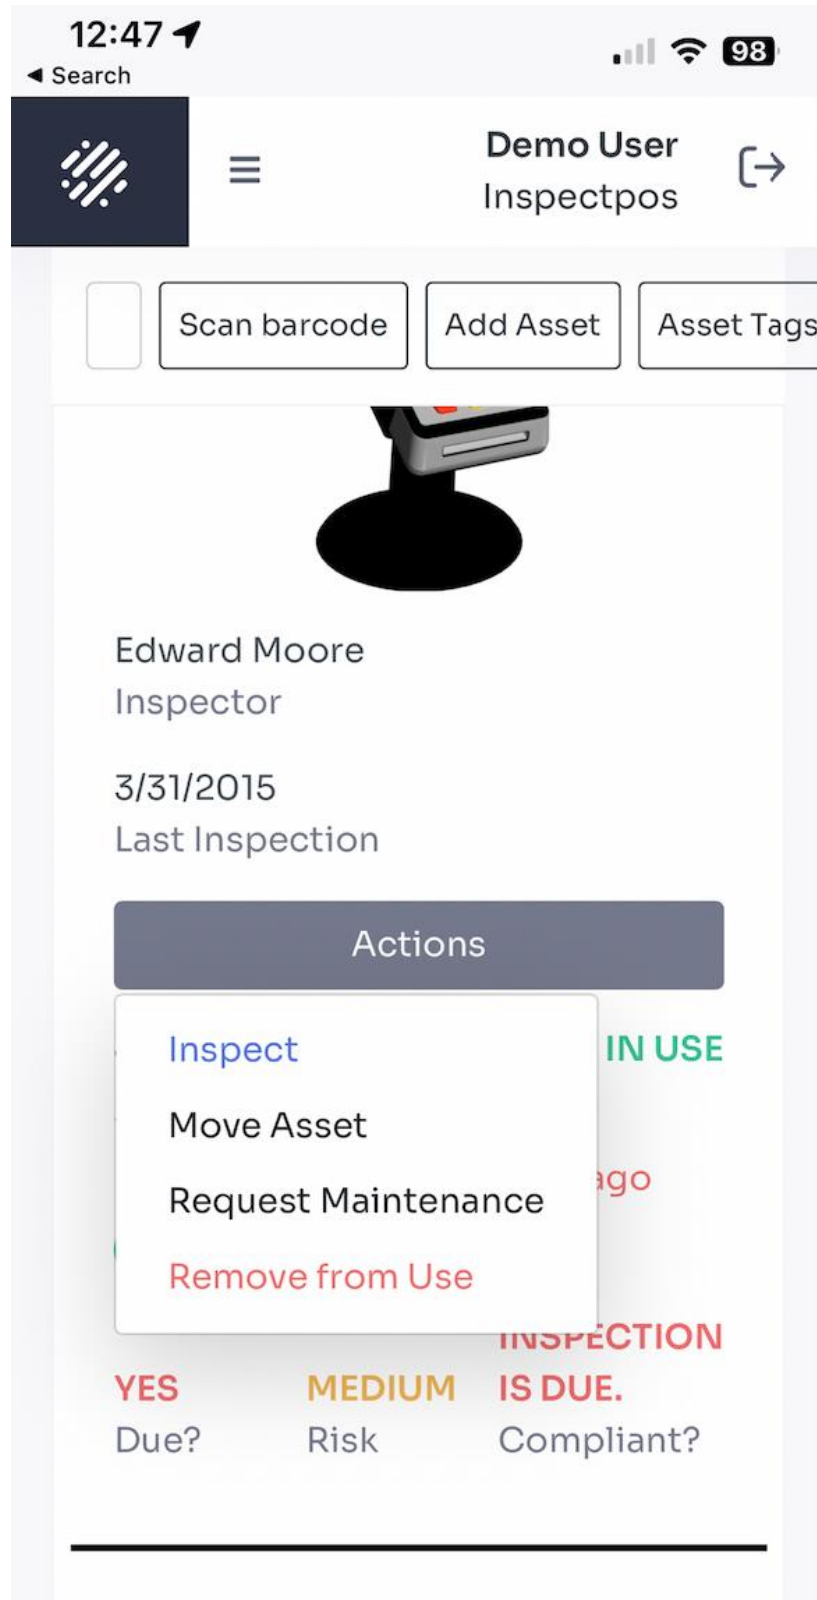 12:47
◀ Search
98
Demo User
Inspectpos
Scan barcode
Add Asset
Asset Tags
Edward Moore
Inspector
3/31/2015
Last Inspection
Actions
Inspect
IN USE
Move Asset
ago
Request Maintenance
Remove from Use
INSPECTION
YES
MEDIUM
IS DUE.
Due?
Risk
Compliant?